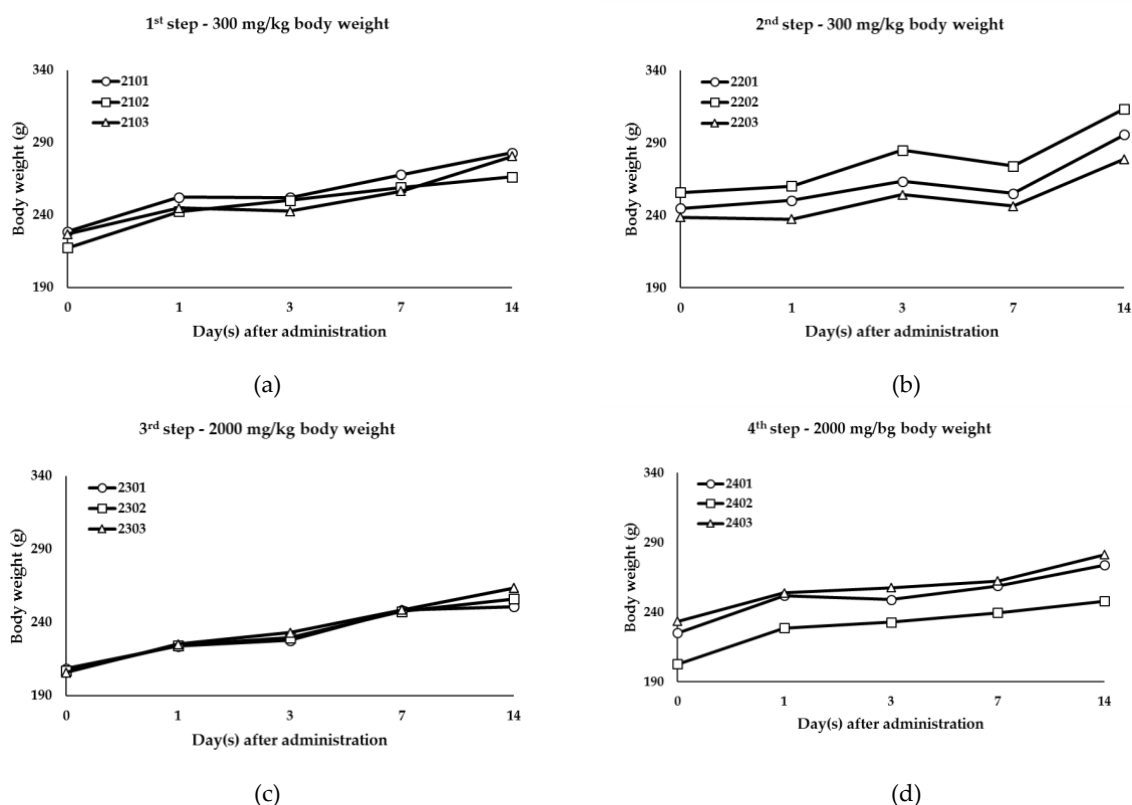 1st step - 300 mg/kg body weight
340
290
240
190
Body weight (g)
2101
2102
2103
0 1 3 7 14
Day(s) after administration
(a)
2nd step - 300 mg/kg body weight
340
290
240
190
Body weight (g)
2201
2202
2203
0 1 3 7 14
Day(s) after administration
(b)
3rd step - 2000 mg/kg body weight
340
290
240
190
Body weight (g)
2301
2302
2303
0 1 3 7 14
Day(s) after administration
(c)
4th step - 2000 mg/bg body weight
340
290
240
190
Body weight (g)
2401
2402
2403
0 1 3 7 14
Day(s) after administration
(d)